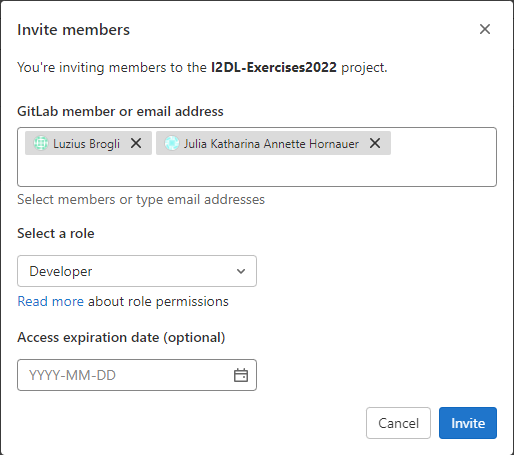 Invite members
You're inviting members to the I2DL-Exercises2022 project.
GitLab member or email address
Luzius Brogli Julia Katharina Annette Hornauer
Select members or type email addresses
Select a role
Developer
Read more about role permissions
Access expiration date (optional)
YYYY-MM-DD
Cancel Invite